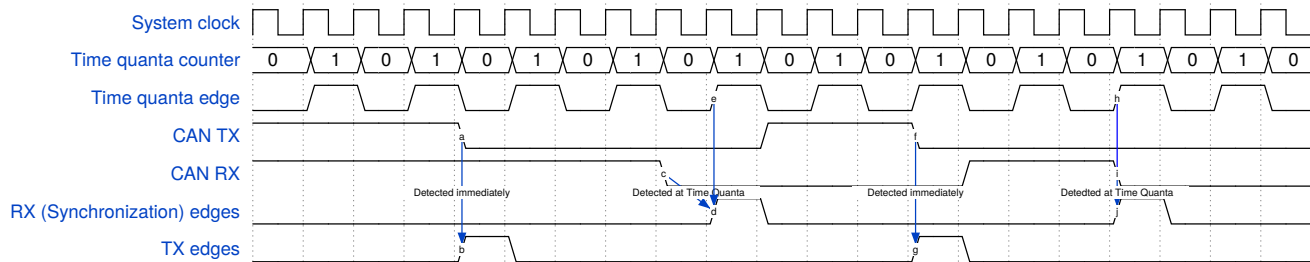 System clock
Time quanta counter 0 1 0 1 0 1 0 1 0 1 0 1 0 1 0 1 0 1 0 1 0
Time quanta edge e h
CAN TX a f
CAN RX c i
Detected immediately Detected at Time Quanta Detected immediately Detedted at Time Quanta
RX (Synchronization) edges d j
TX edges b g